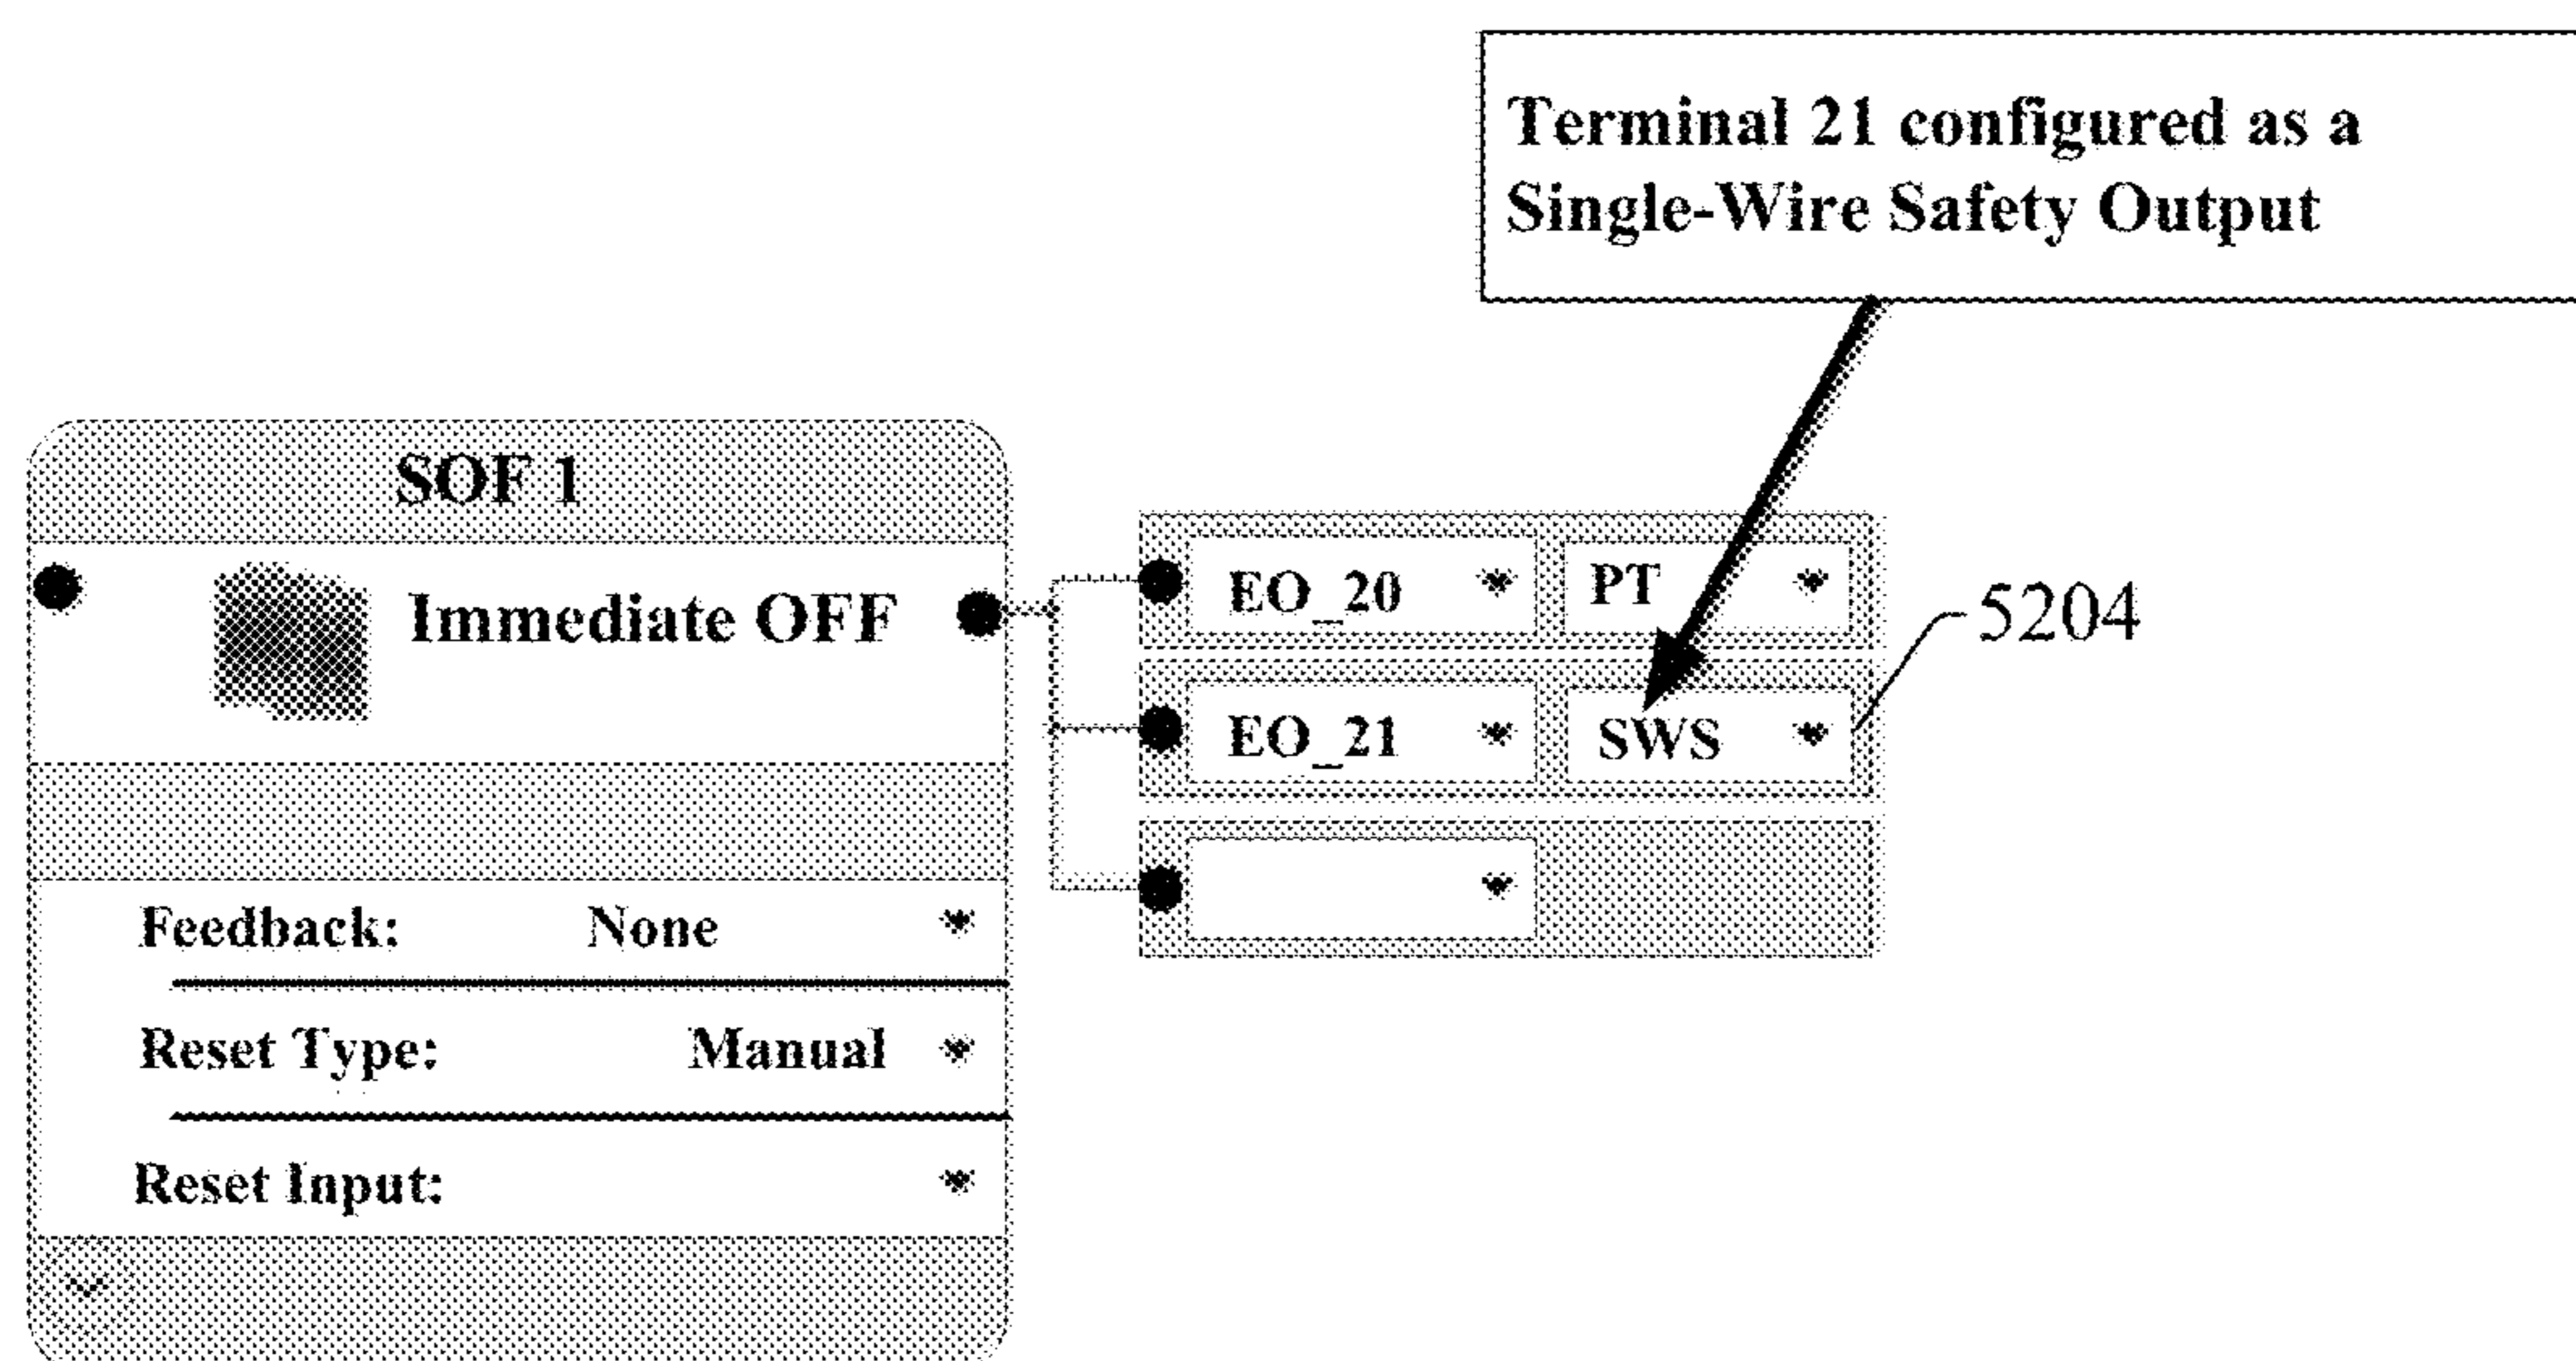 Terminal 21 configured as a
Single-Wire Safety Output
SOF 1
Immediate OFF
EO_20 PT
5204
EO_21 SWS
Feedback: None
Reset Type: Manual
Reset Input: